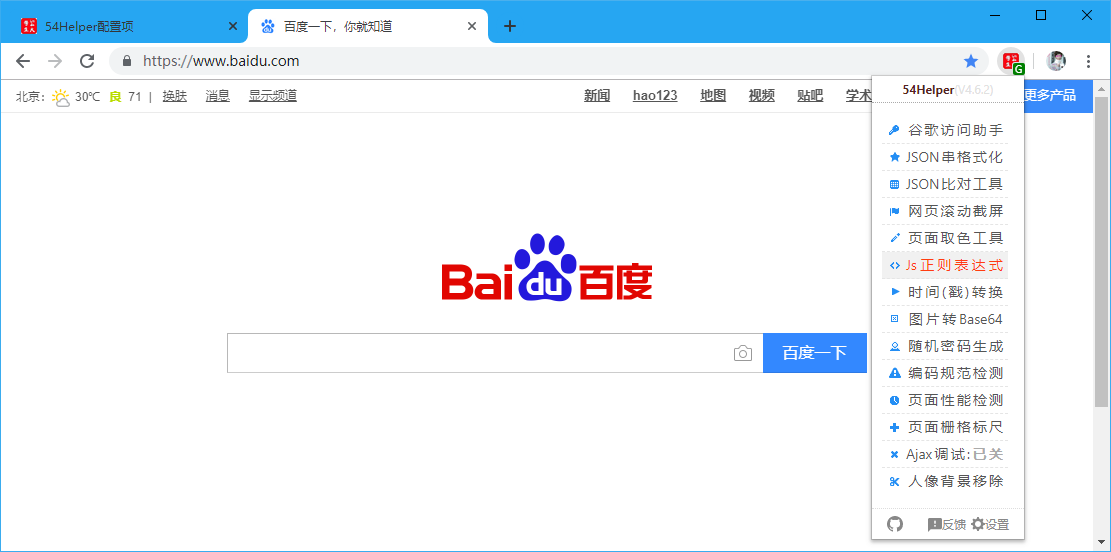 54Helper配置项
百度一下，你就知道
https://www.baidu.com
G
北京: 30℃ 良 71 | 换肤 消息 显示频道 新闻 hao123 地图 视频 贴吧 学术 更多产品
54Helper(V4.6.2)
谷歌访问助手
JSON串格式化
JSON比对工具
网页滚动截屏
页面取色工具
Js正则表达式
时间(戳)转换
图片转Base64
随机密码生成
编码规范检测
页面性能检测
页面栅格标尺
Ajax调试:已关
人像背景移除
反馈 设置
Bai du 百度
百度一下